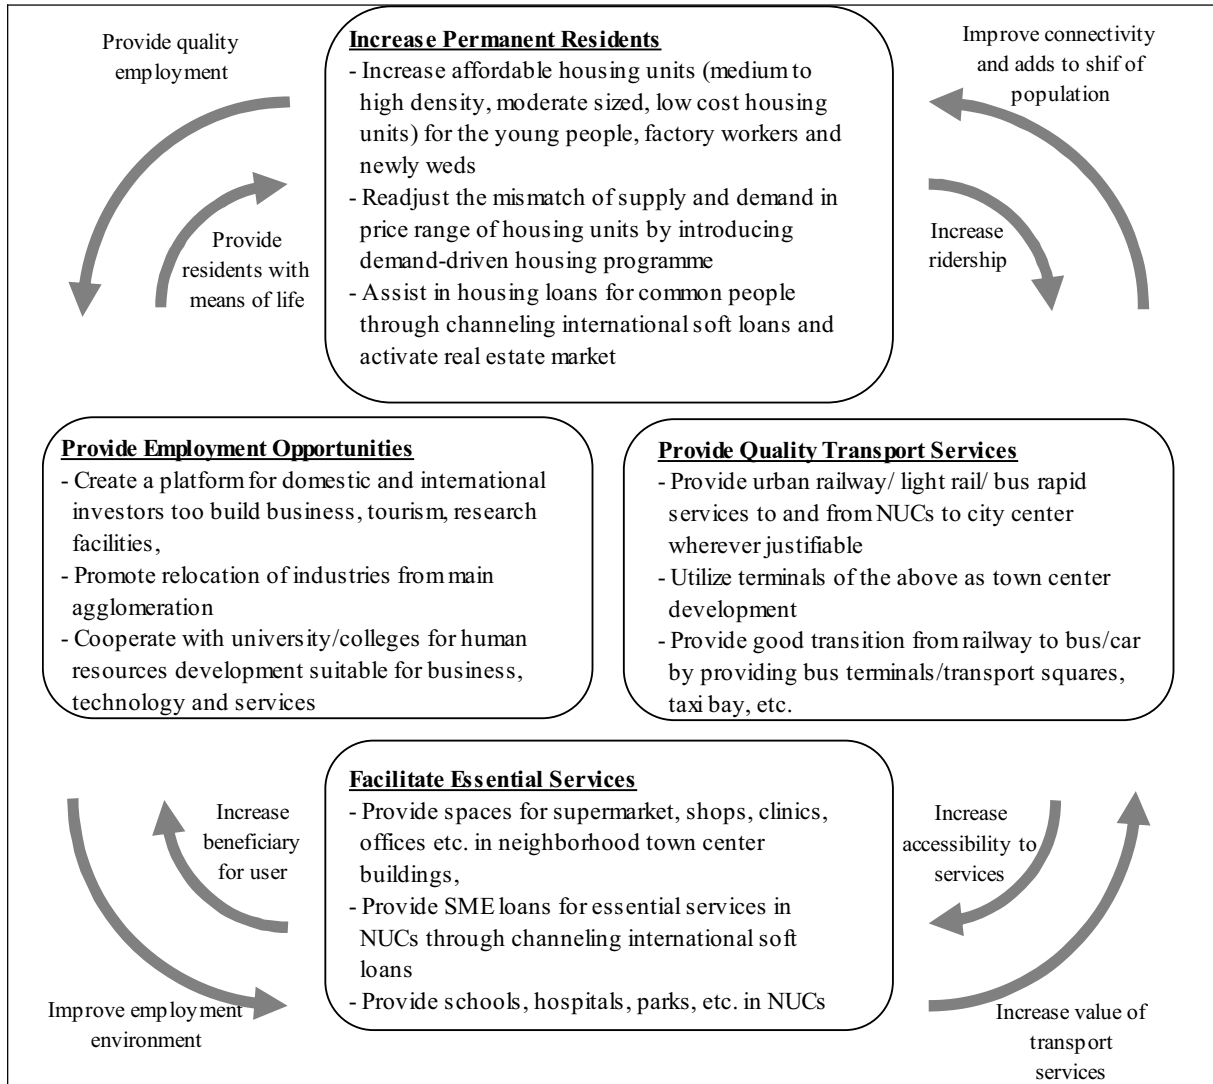 Provide quality
employment
Increase Permanent Residents
- Increase affordable housing units (medium to
high density, moderate sized, low cost housing
units) for the young people, factory workers and
newly weds
- Readjust the mismatch of supply and demand in
price range of housing units by introducing
demand-driven housing programme
- Assist in housing loans for common people
through channeling international soft loans and
activate real estate market
Improve connectivity
and adds to shif of
population
Provide
residents with
means of life
Increase
ridership
Provide Employment Opportunities
- Create a platform for domestic and international
investors too build business, tourism, research
facilities,
- Promote relocation of industries from main
agglomeration
- Cooperate with university/colleges for human
resources development suitable for business,
technology and services
Provide Quality Transport Services
- Provide urban railway/ light rail/ bus rapid
services to and from NUCs to city center
wherever justifiable
- Utilize terminals of the above as town center
development
- Provide good transition from railway to bus/car
by providing bus terminals/transport squares,
taxi bay, etc.
Increase
beneficiary
for user
Facilitate Essential Services
- Provide spaces for supermarket, shops, clinics,
offices etc. in neighborhood town center
buildings,
- Provide SME loans for essential services in
NUCs through channeling international soft
loans
- Provide schools, hospitals, parks, etc. in NUCs
Increase
accessibility to
services
Improve employment
environment
Increase value of
transport
services